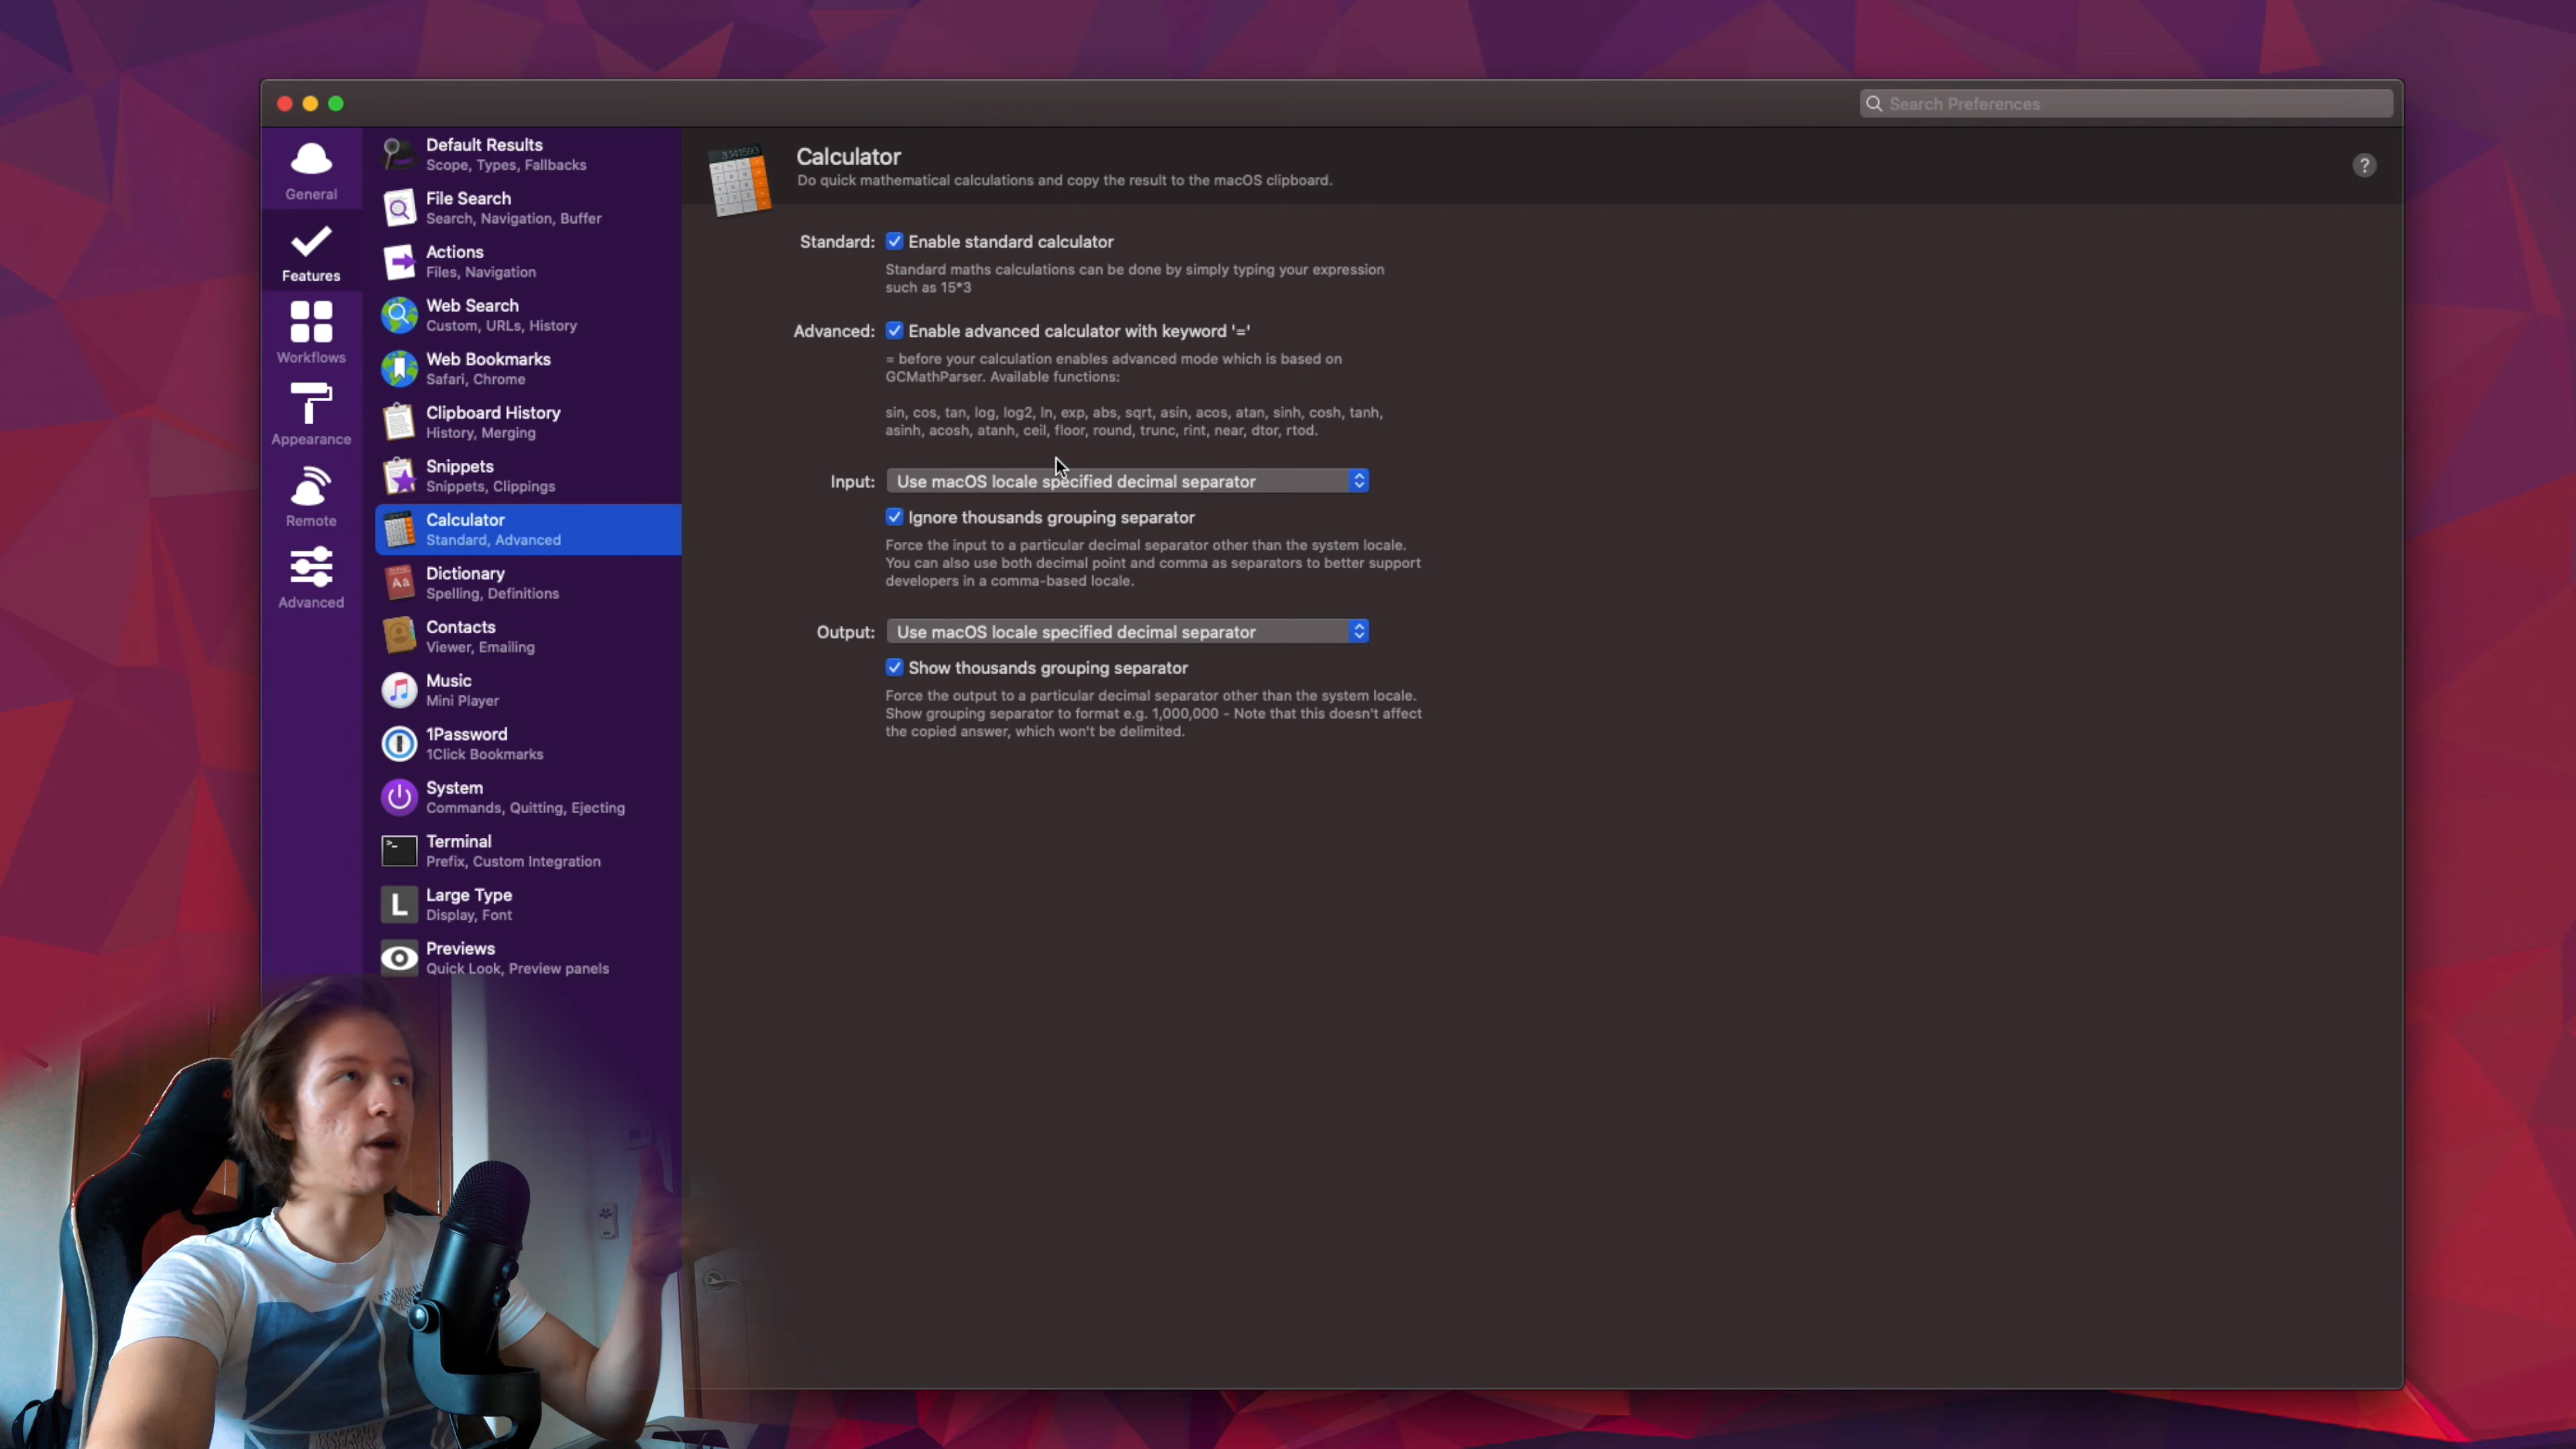 Search Preferences
General
Features
Workflows
Appearance
Remote
Advanced
Default Results
Scope, Types, Fallbacks
File Search
Search, Navigation, Buffer
Actions
Files, Navigation
Web Search
Custom, URLs, History
Web Bookmarks
Safari, Chrome
Clipboard History
History, Merging
Snippets
Snippets, Clippings
Calculator
Standard, Advanced
Dictionary
Spelling, Definitions
Contacts
Viewer, Emailing
Music
Mini Player
1Password
1Click Bookmarks
System
Commands, Quitting, Ejecting
Terminal
Prefix, Custom Integration
L
Large Type
Display, Font
Previews
Quick Look, Preview panels
Calculator
Do quick mathematical calculations and copy the result to the macOS clipboard.
?
Standard: Enable standard calculator
Standard maths calculations can be done by simply typing your expression
such as 15*3
Advanced: Enable advanced calculator with keyword '='
= before your calculation enables advanced mode which is based on
GCMathParser. Available functions:
sin, cos, tan, log, log2, ln, exp, abs, sqrt, asin, acos, atan, sinh, cosh, tanh,
asinh, acosh, atanh, ceil, floor, round, trunc, rint, near, dtor, rtod.
Input: Use macOS locale specified decimal separator
Ignore thousands grouping separator
Force the input to a particular decimal separator other than the system locale.
You can also use both decimal point and comma as separators to better support
developers in a comma-based locale.
Output: Use macOS locale specified decimal separator
Show thousands grouping separator
Force the output to a particular decimal separator other than the system locale.
Show grouping separator to format e.g. 1,000,000 - Note that this doesn't affect
the copied answer, which won't be delimited.